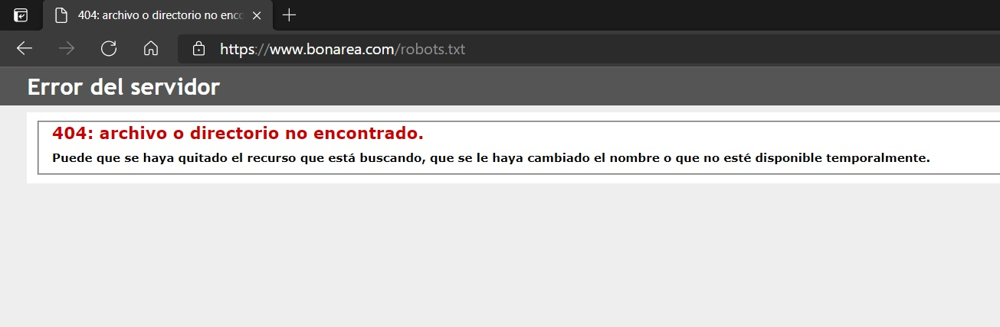 404: archivo o directorio no enc
https://www.bonarea.com/robots.txt
Error del servidor
404: archivo o directorio no encontrado.
Puede que se haya quitado el recurso que está buscando, que se le haya cambiado el nombre o que no esté disponible temporalmente.